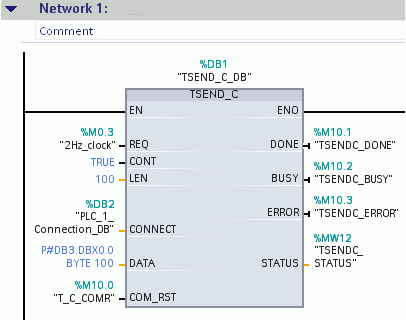 Network 1:
Comment
%DB1
"TSEND_C_DB"
TSEND_C
EN
ENO
%M0.3
"2Hz_clock"
REQ
TRUE
CONT
100
LEN
%DB2
"PLC_1_
Connection_DB"
CONNECT
P#DB3.DBX0.0
BYTE 100
DATA
%M10.0
"T_C_COMR"
COM_RST
DONE
%M10.1
"TSENDC_DONE"
BUSY
%M10.2
"TSENDC_BUSY"
ERROR
%M10.3
"TSENDC_ERROR"
STATUS
%MW12
"TSENDC_
STATUS"